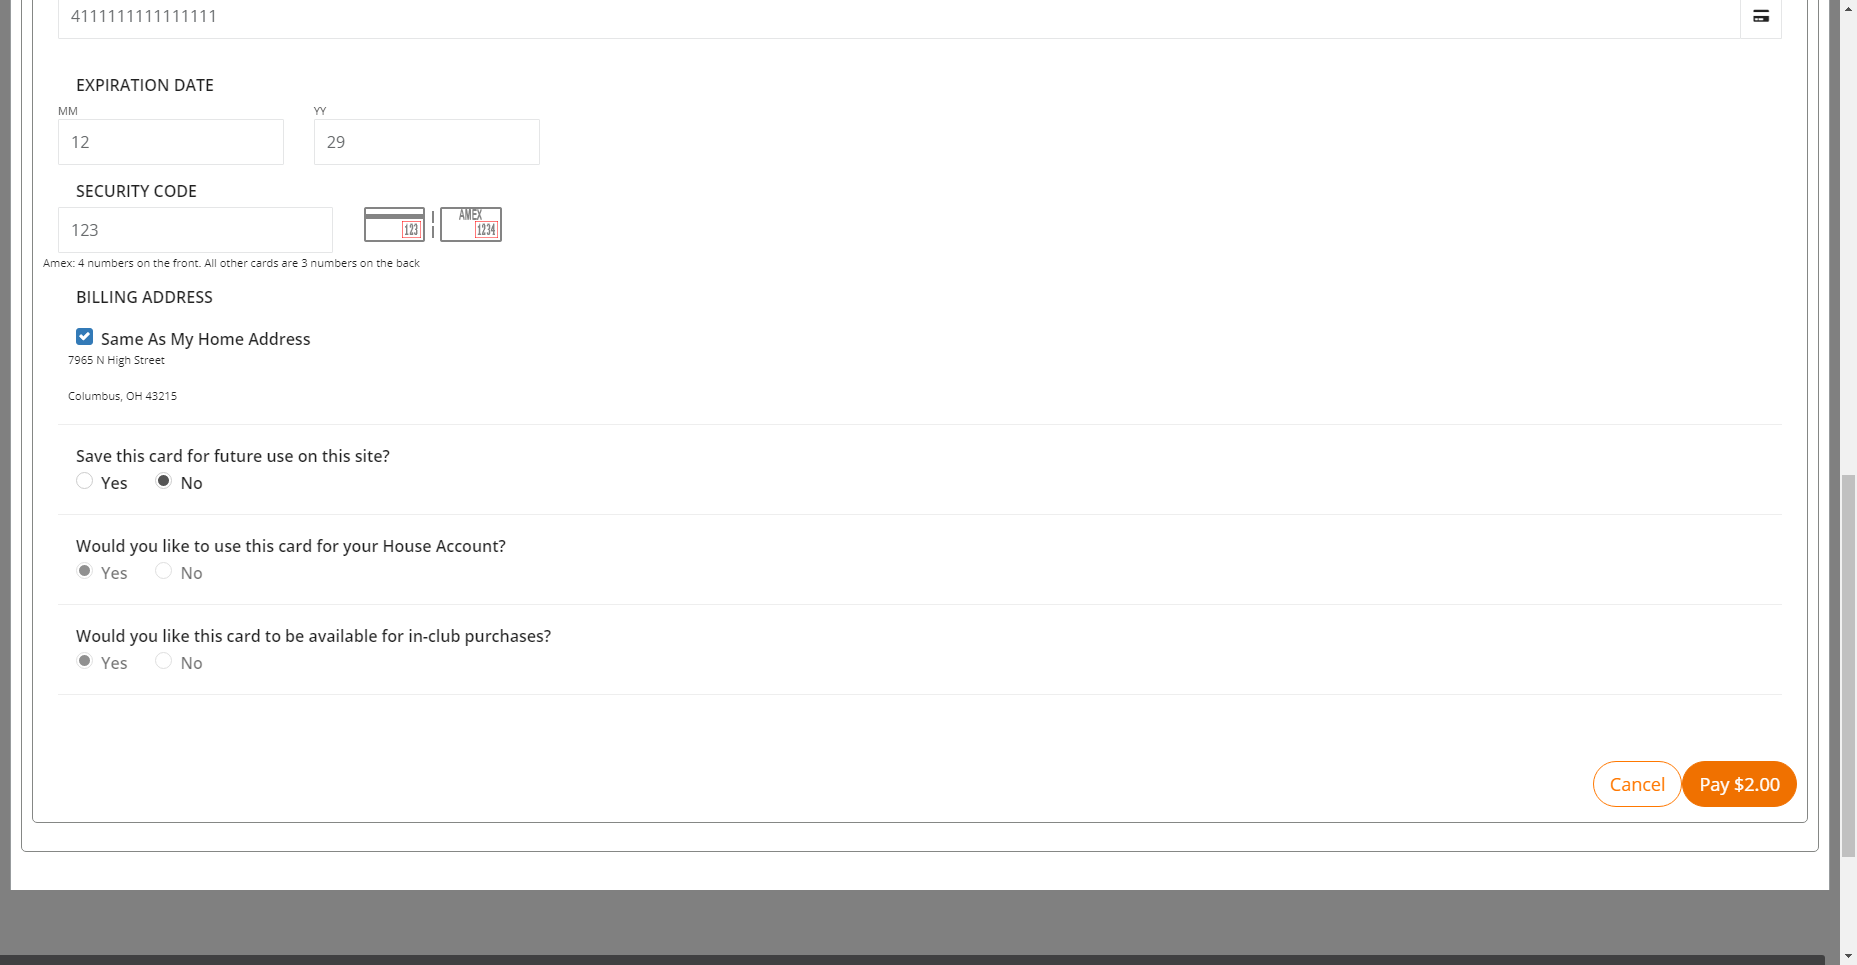 4111111111111111
EXPIRATION DATE
MM YY
12 29
SECURITY CODE
123 123 AMEX 1234
Amex: 4 numbers on the front. All other cards are 3 numbers on the back
BILLING ADDRESS
Same As My Home Address
7965 N High Street
Columbus, OH 43215
Save this card for future use on this site?
Yes No
Would you like to use this card for your House Account?
Yes No
Would you like this card to be available for in-club purchases?
Yes No
Cancel Pay $2.00